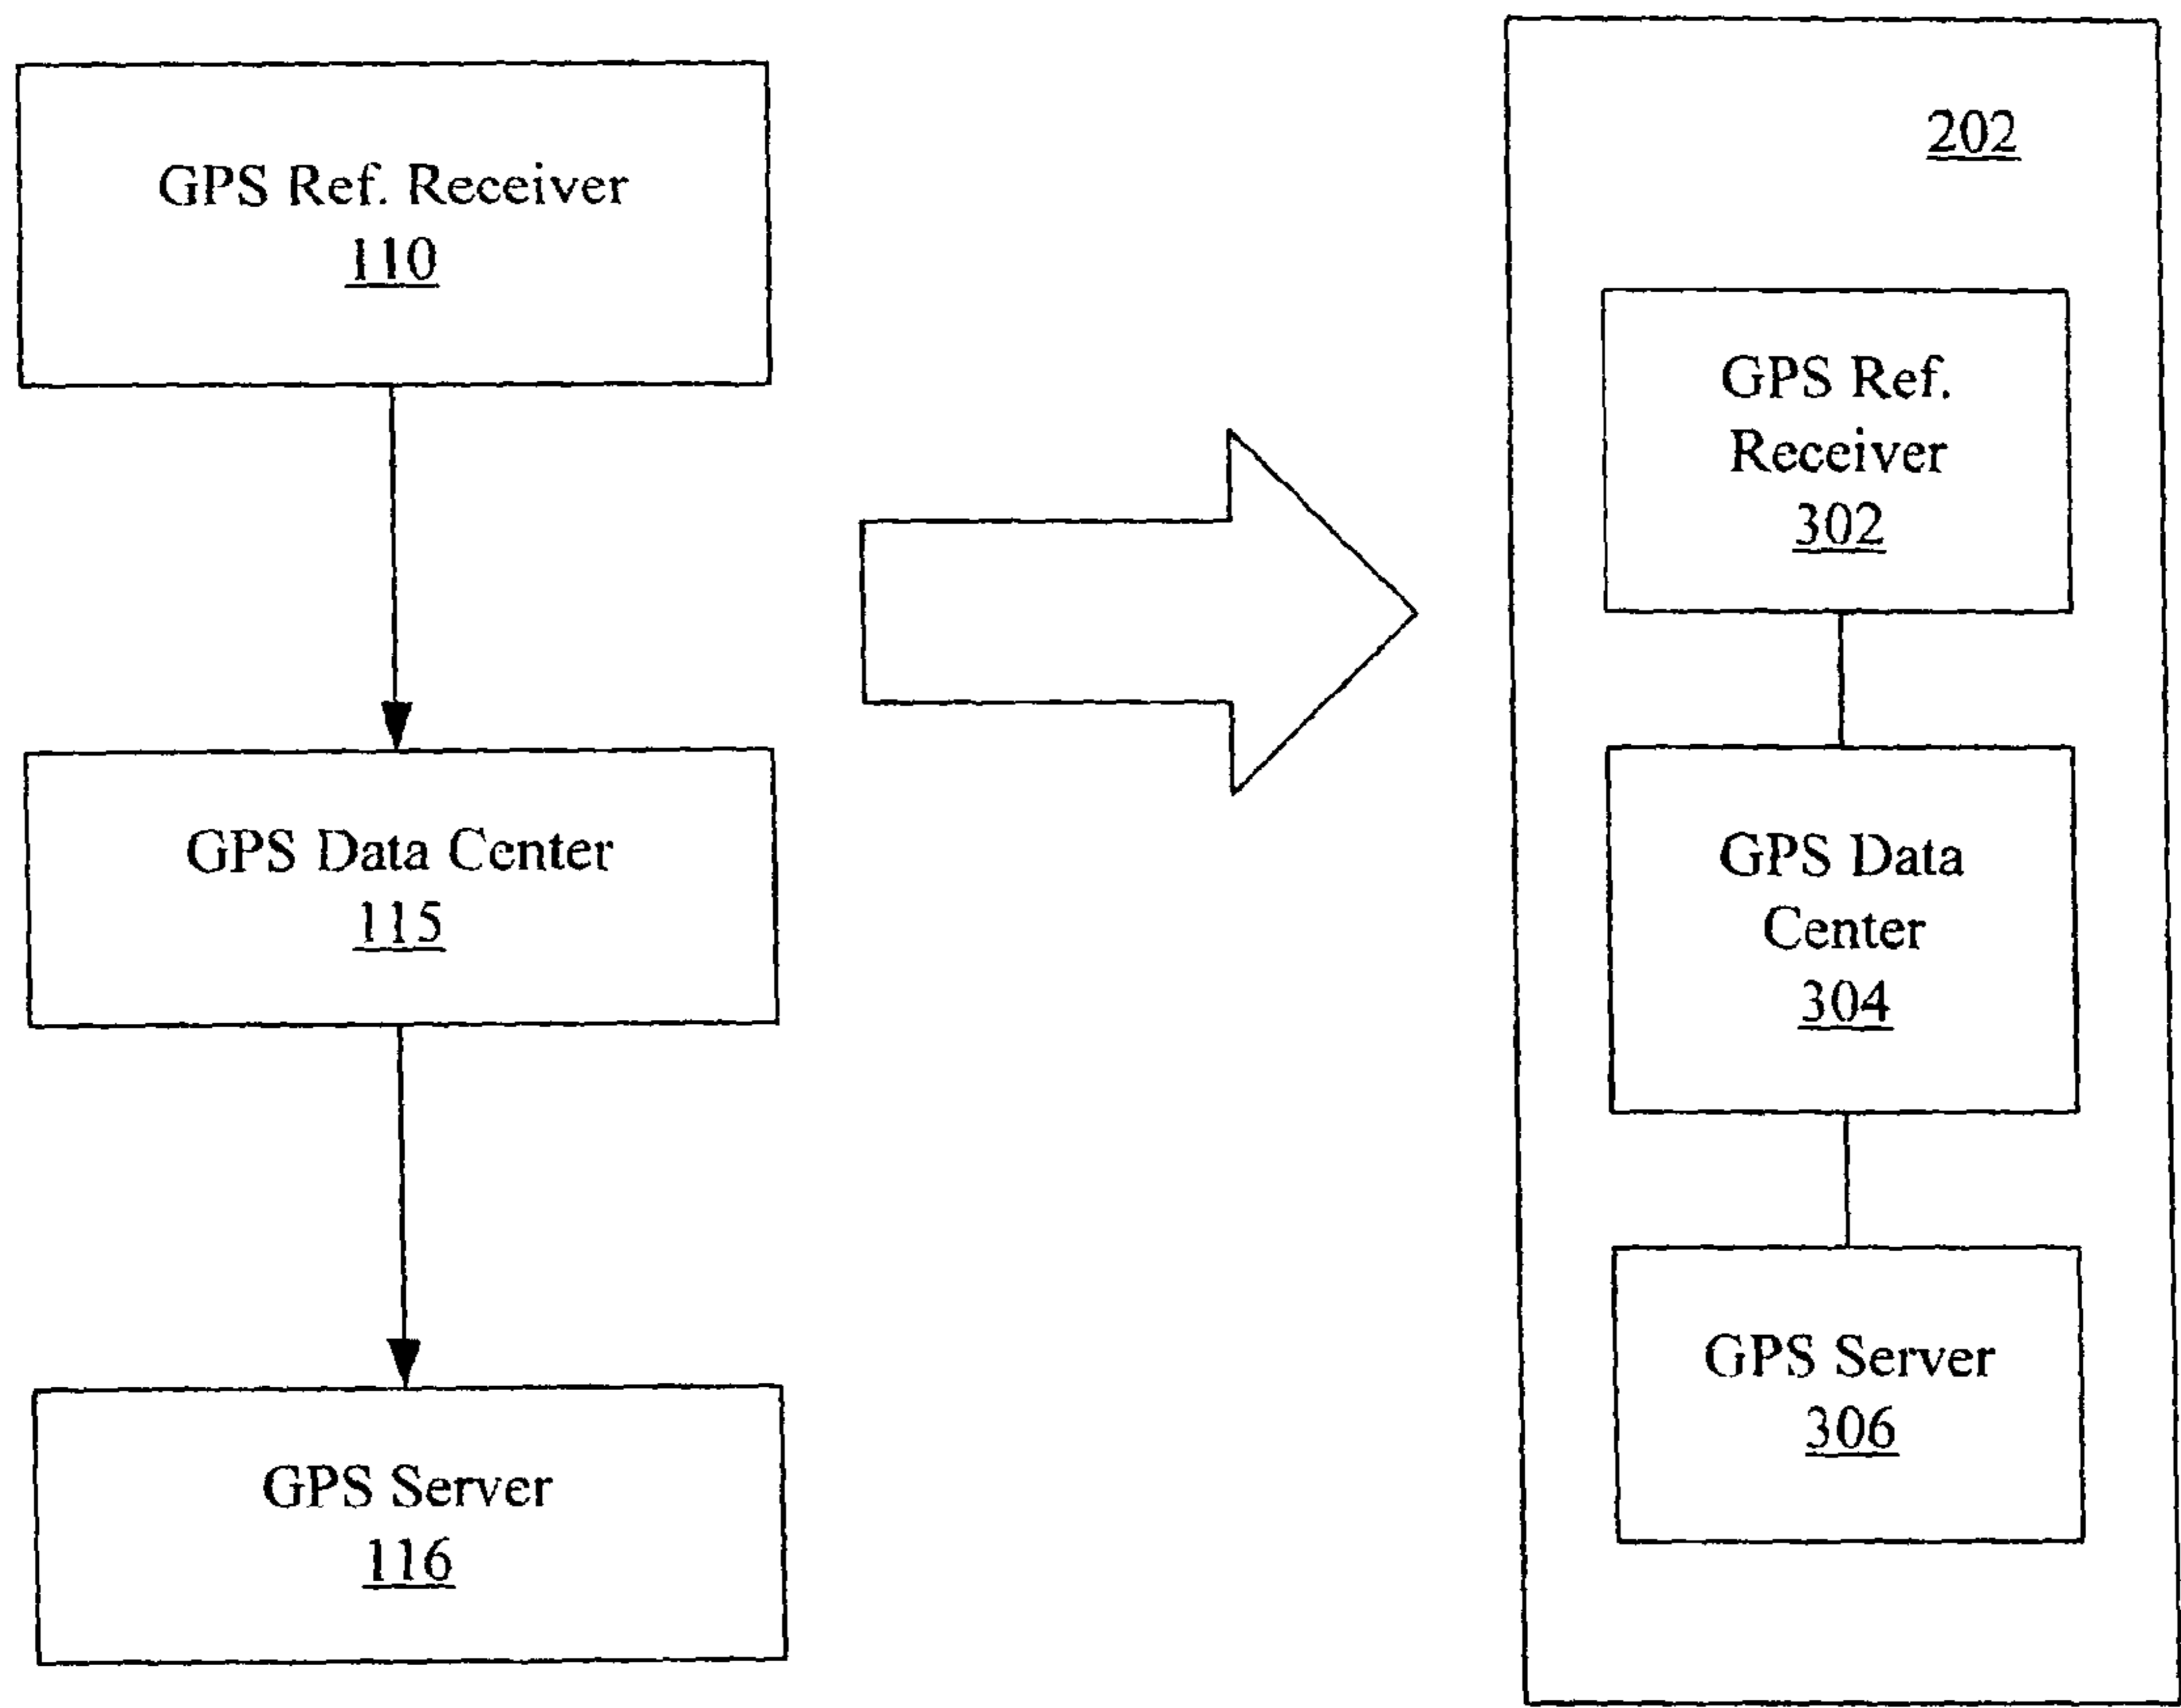 GPS Ref. Receiver
110
GPS Data Center
115
GPS Server
116
202
GPS Ref.
Receiver
302
GPS Data
Center
304
GPS Server
306